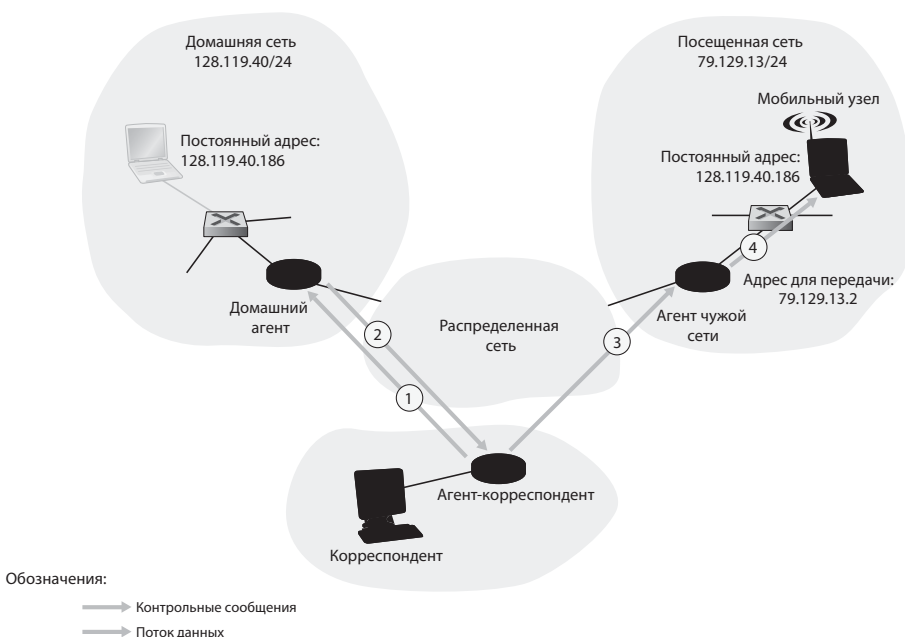 Домашняя сеть
128.119.40/24
Посещенная сеть
79.129.13/24
Мобильный узел
Постоянный адрес:
128.119.40.186
Постоянный адрес:
128.119.40.186
4
Адрес для передачи:
79.129.13.2
Домашний
агент
Агент чужой
сети
Распределенная
сеть
2
3
1
Агент-корреспондент
Корреспондент
Обозначения:
Контрольные сообщения
Поток данных